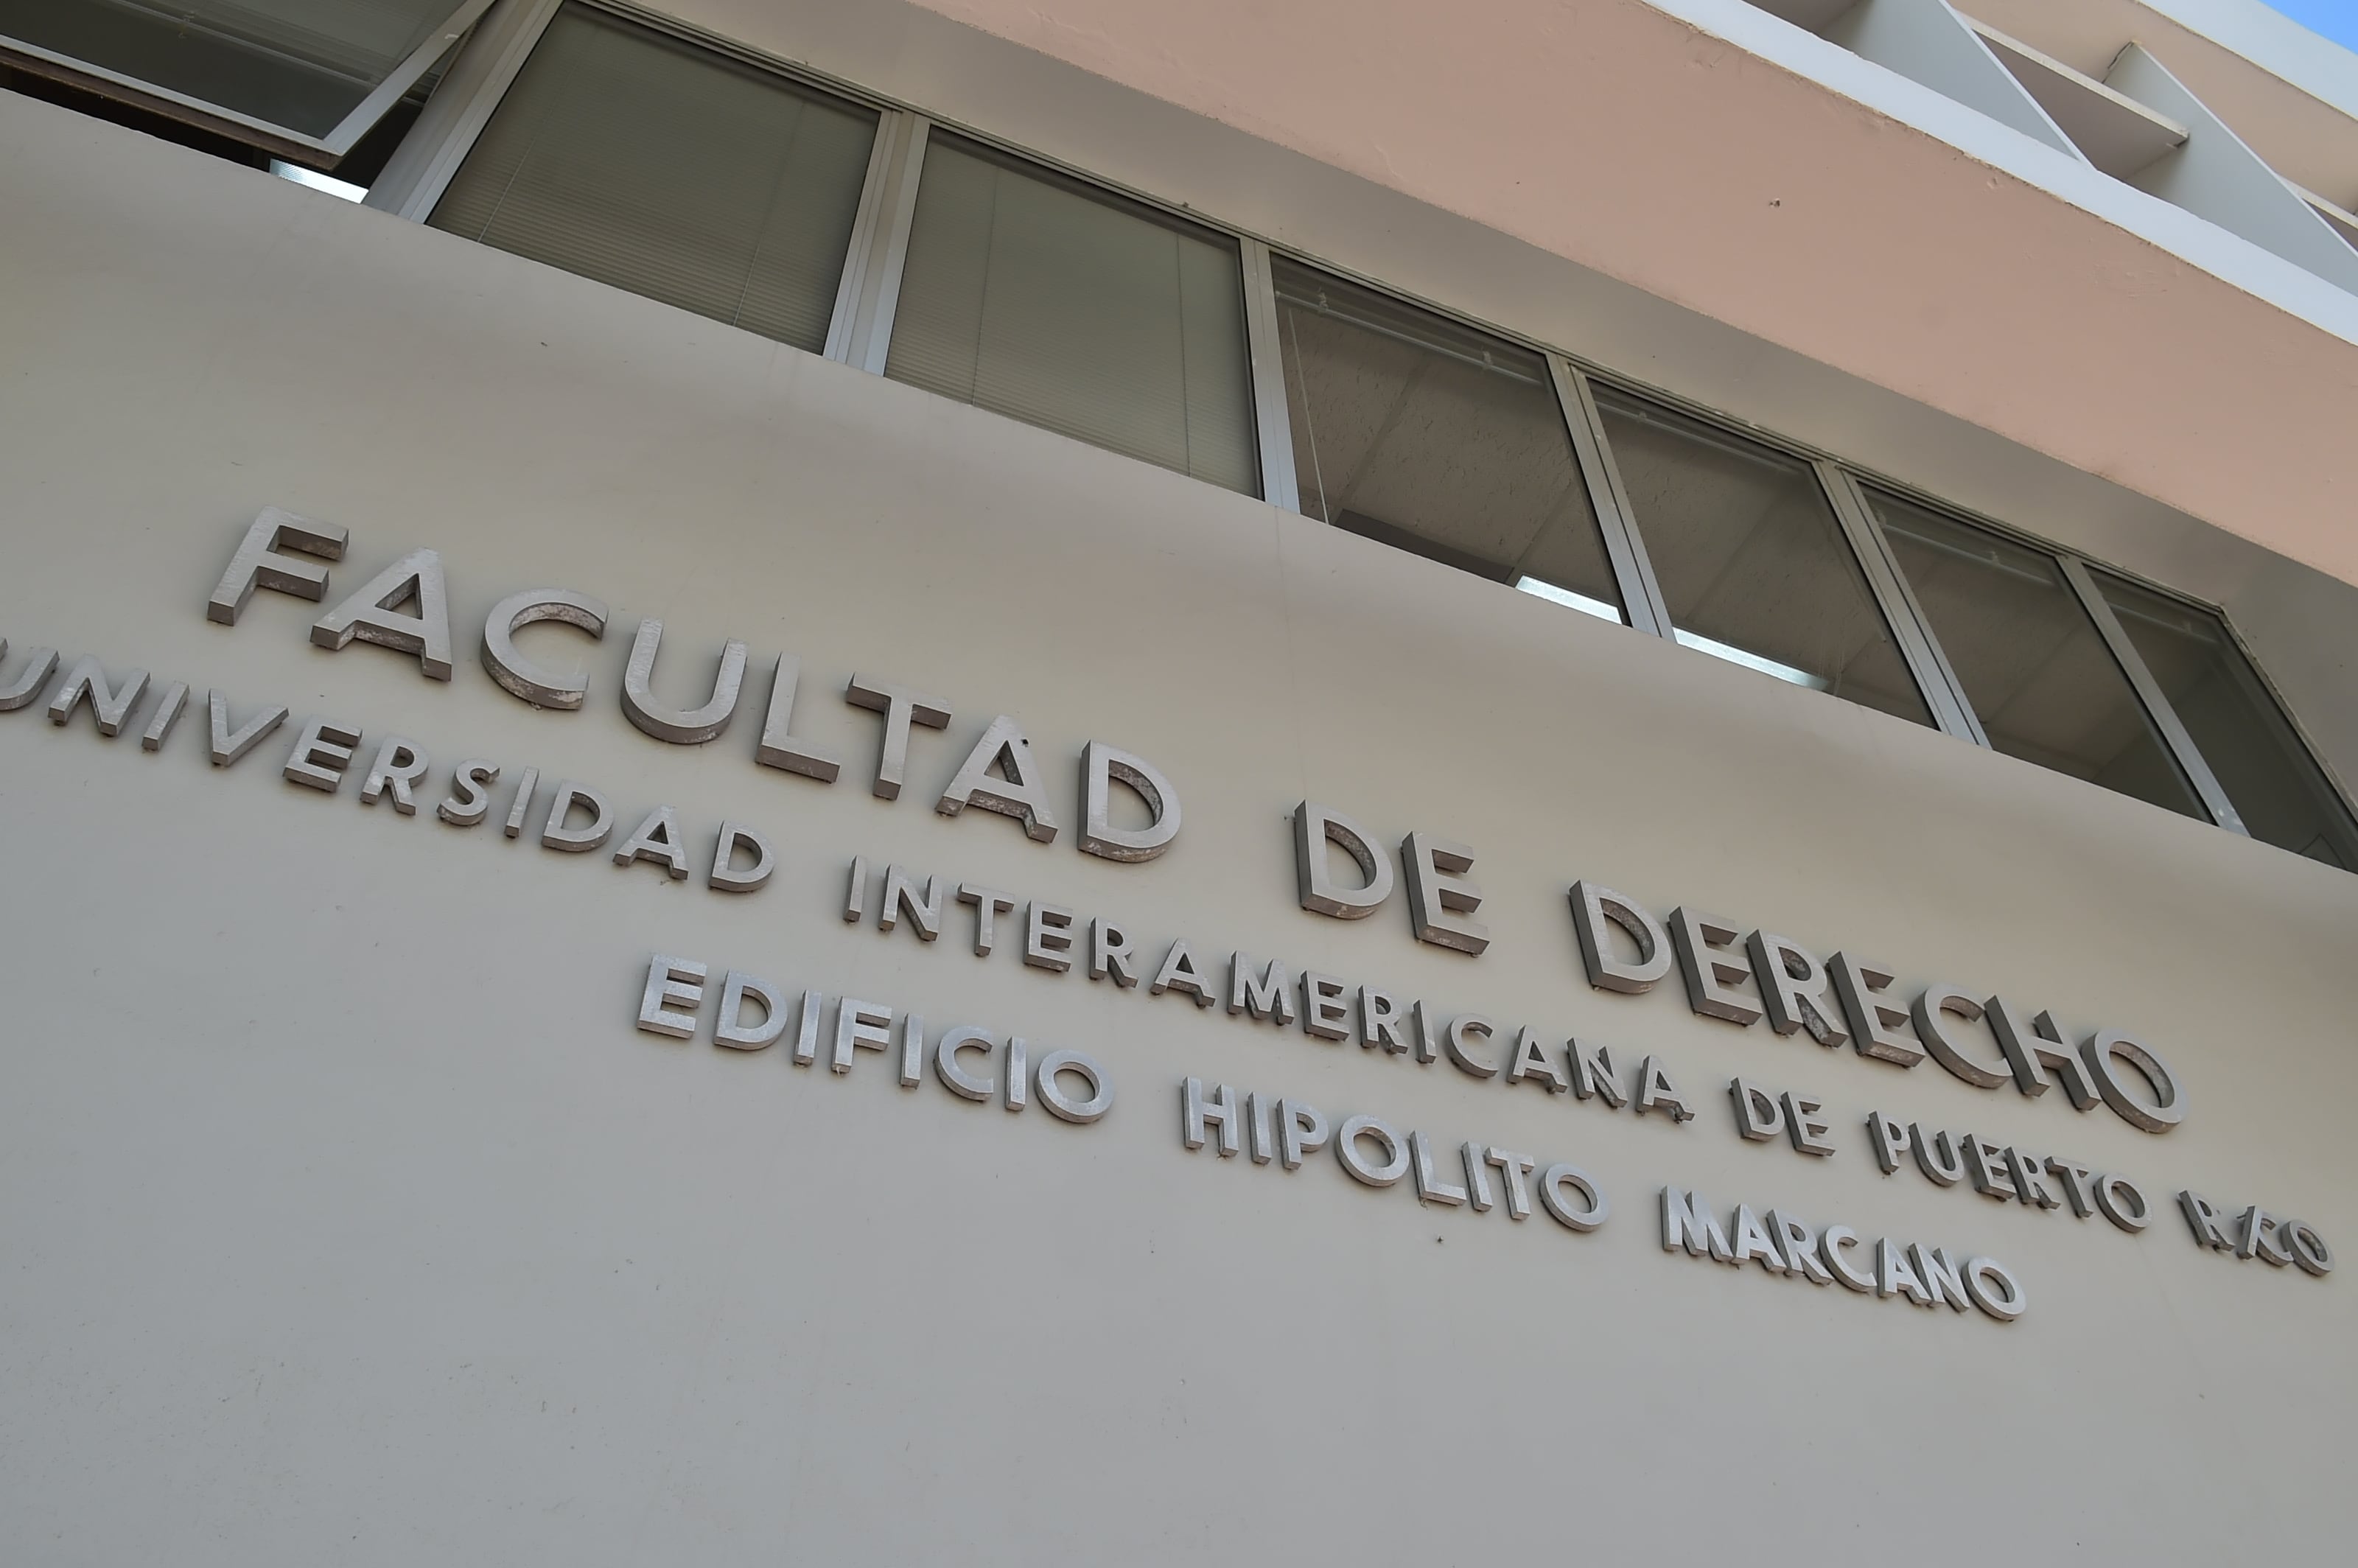 FACULTAD DE DERECHO
UNIVERSIDAD INTERAMERICANA DE PUERTO RICO
EDIFICIO HIPOLITO MARCANO